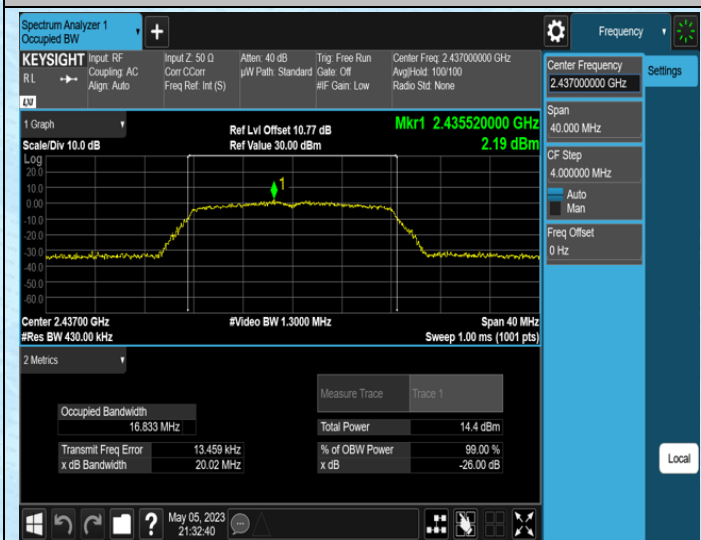 Spectrum Analyzer 1
Occupied BW
Frequency
KEYSIGHT
R L
LXI
Input: RF
Coupling: AC
Align: Auto
Input Z: 50 Ω
Corr CCorr
Freq Ref: Int (S)
Atten: 40 dB
µW Path: Standard
Trig: Free Run
Gate: Off
#IF Gain: Low
Center Freq: 2.437000000 GHz
Avg|Hold: 100/100
Radio Std: None
1 Graph
Scale/Div 10.0 dB
Log
Ref Lvl Offset 10.77 dB
Ref Value 30.00 dBm
Mkr1 2.435520000 GHz
2.19 dBm
1
20.0
10.0
0.00
-10.0
-20.0
-30.0
-40.0
-50.0
-60.0
Center 2.43700 GHz
#Res BW 430.00 kHz
#Video BW 1.3000 MHz
Span 40 MHz
Sweep 1.00 ms (1001 pts)
2 Metrics
Measure Trace
Trace 1
Occupied Bandwidth
16.833 MHz
Total Power
14.4 dBm
Transmit Freq Error
13.459 kHz
% of OBW Power
99.00 %
x dB Bandwidth
20.02 MHz
x dB
-26.00 dB
Center Frequency
2.437000000 GHz
Settings
Span
40.000 MHz
CF Step
4.000000 MHz
Auto
Man
Freq Offset
0 Hz
Local
?
May 05, 2023
21:32:40